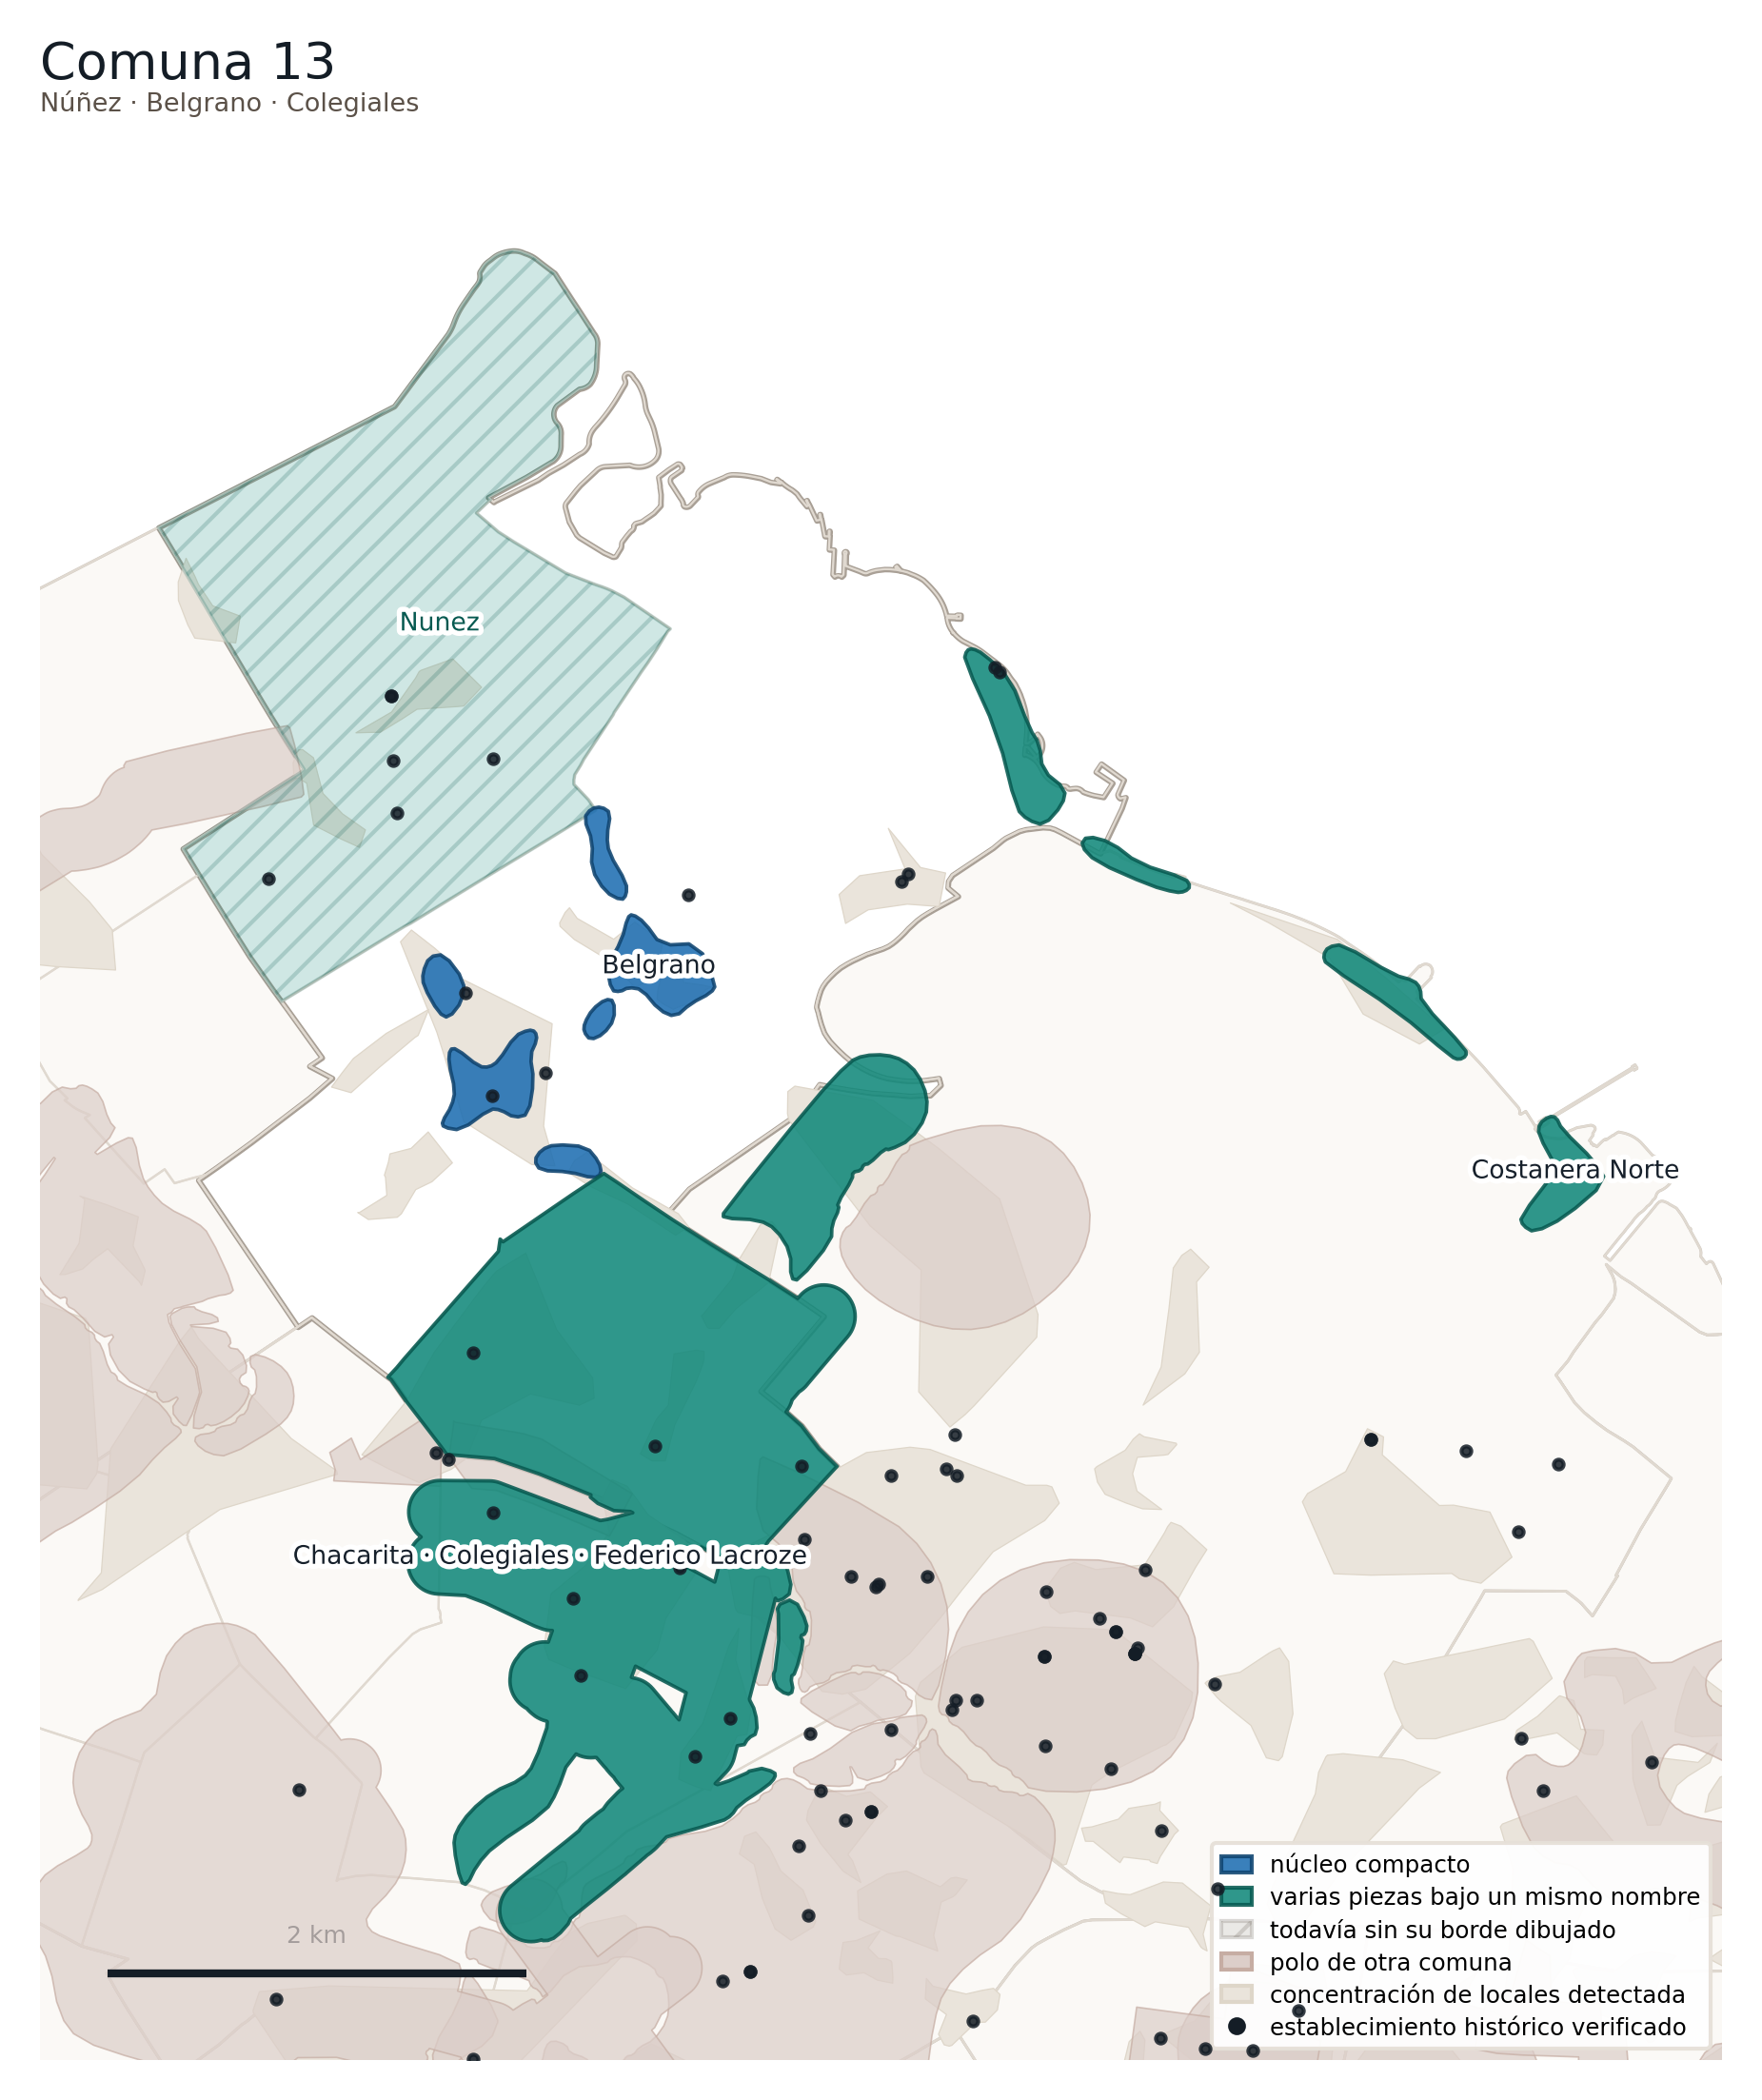 Comuna 13
Núñez · Belgrano · Colegiales
Nunez
Belgrano
Costanera Norte
Chacarita · Colegiales · Federico Lacroze
2 km
núcleo compacto
varias piezas bajo un mismo nombre
todavía sin su borde dibujado
polo de otra comuna
concentración de locales detectada
establecimiento histórico verificado